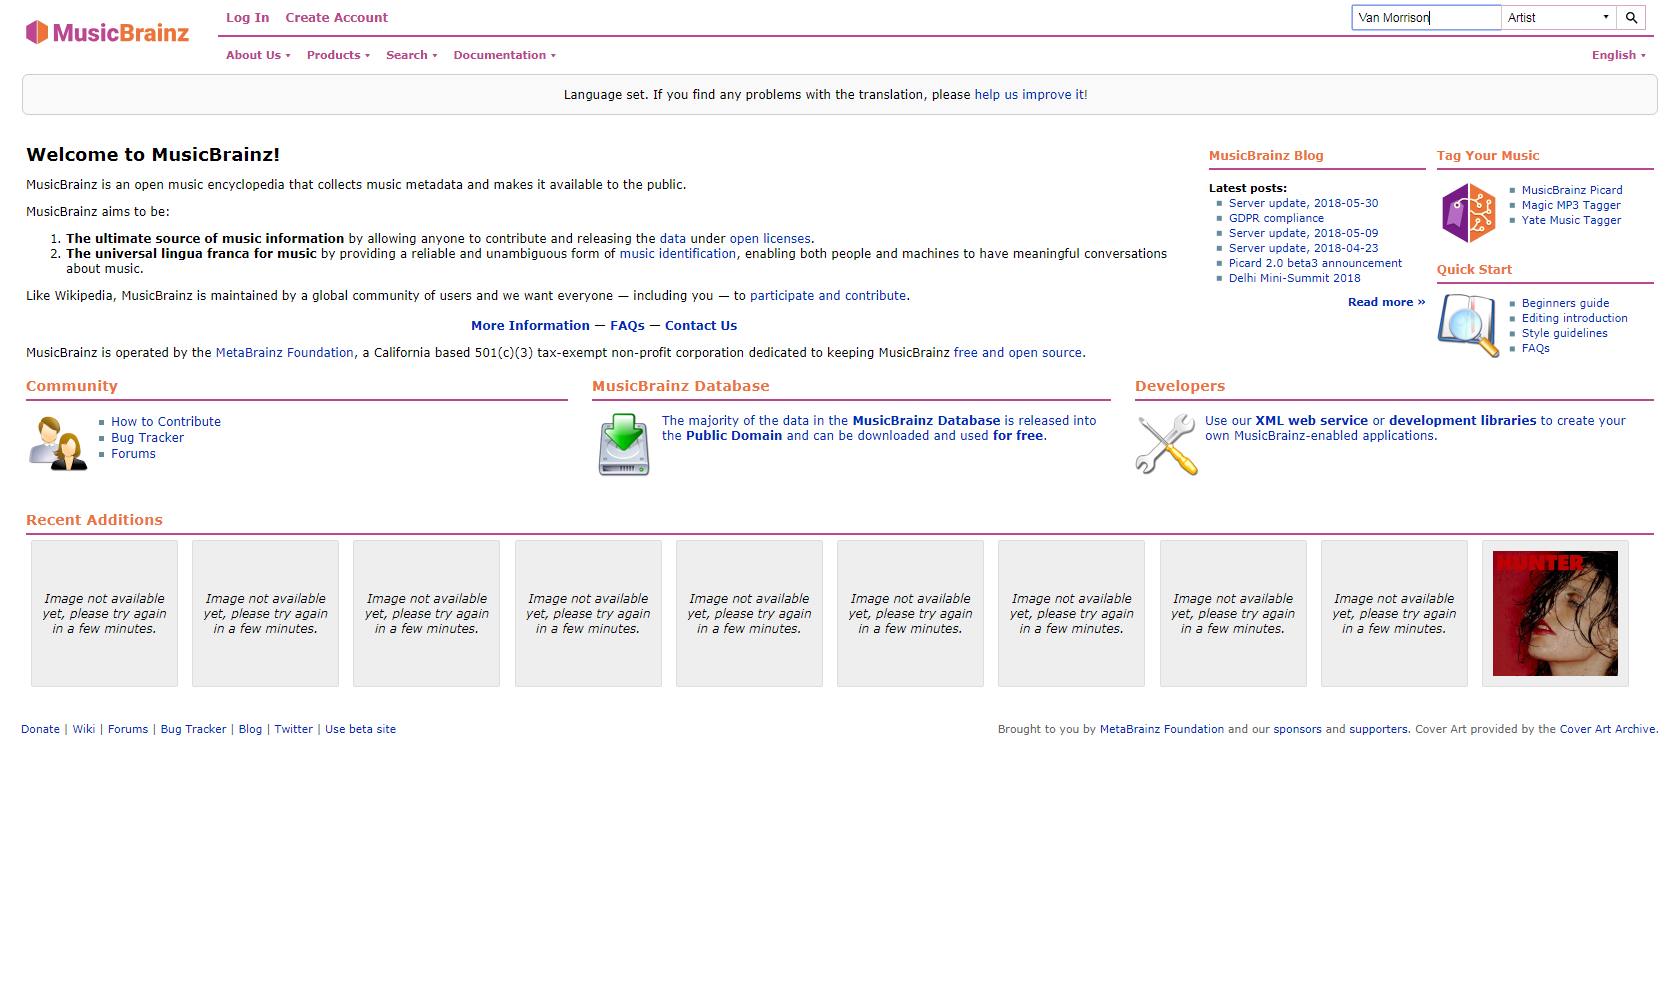 MusicBrainz
Log In Create Account
Van Morrison Artist
About Us Products Search Documentation
English
Language set. If you find any problems with the translation, please help us improve it!
Welcome to MusicBrainz!
MusicBrainz is an open music encyclopedia that collects music metadata and makes it available to the public.
MusicBrainz aims to be:
1. The ultimate source of music information by allowing anyone to contribute and releasing the data under open licenses.
2. The universal lingua franca for music by providing a reliable and unambiguous form of music identification, enabling both people and machines to have meaningful conversations
about music.
Like Wikipedia, MusicBrainz is maintained by a global community of users and we want everyone — including you — to participate and contribute.
More Information — FAQs — Contact Us
MusicBrainz is operated by the MetaBrainz Foundation, a California based 501(c)(3) tax-exempt non-profit corporation dedicated to keeping MusicBrainz free and open source.
MusicBrainz Blog
Latest posts:
Server update, 2018-05-30
GDPR compliance
Server update, 2018-05-09
Server update, 2018-04-23
Picard 2.0 beta3 announcement
Delhi Mini-Summit 2018
Read more »
Tag Your Music
MusicBrainz Picard
Magic MP3 Tagger
Yate Music Tagger
Quick Start
Beginners guide
Editing introduction
Style guidelines
FAQs
Community
How to Contribute
Bug Tracker
Forums
MusicBrainz Database
The majority of the data in the MusicBrainz Database is released into
the Public Domain and can be downloaded and used for free.
Developers
Use our XML web service or development libraries to create your
own MusicBrainz-enabled applications.
Recent Additions
Image not available
yet, please try again
in a few minutes.
Image not available
yet, please try again
in a few minutes.
Image not available
yet, please try again
in a few minutes.
Image not available
yet, please try again
in a few minutes.
Image not available
yet, please try again
in a few minutes.
Image not available
yet, please try again
in a few minutes.
Image not available
yet, please try again
in a few minutes.
Image not available
yet, please try again
in a few minutes.
Image not available
yet, please try again
in a few minutes.
HUNTER
Donate | Wiki | Forums | Bug Tracker | Blog | Twitter | Use beta site
Brought to you by MetaBrainz Foundation and our sponsors and supporters. Cover Art provided by the Cover Art Archive.